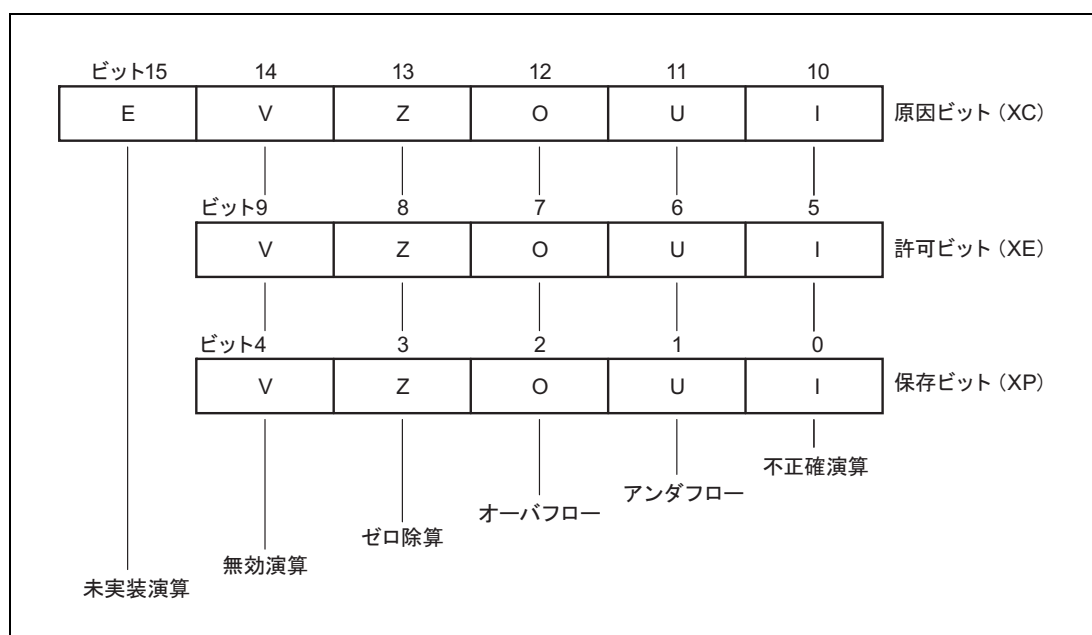 ビット15 14 13 12 11 10
E V Z O U I 原因ビット（XC）
ビット9 8 7 6 5
V Z O U I 許可ビット（XE）
ビット4 3 2 1 0
V Z O U I 保存ビット（XP）
不正確演算
アンダフロー
オーバフロー
ゼロ除算
無効演算
未実装演算